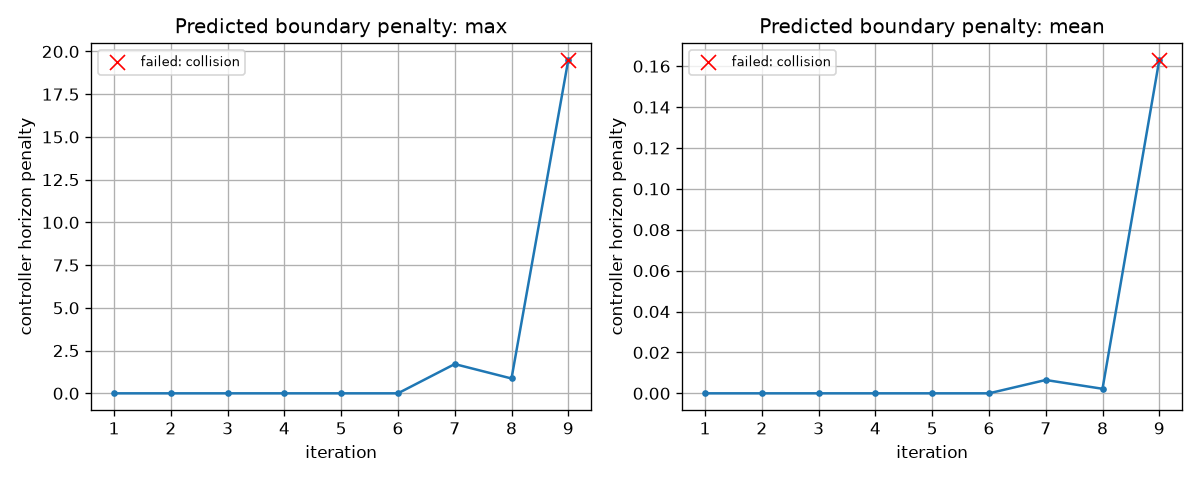 Predicted boundary penalty: max
controller horizon penalty
20.0
17.5
15.0
12.5
10.0
7.5
5.0
2.5
0.0
failed: collision
1 2 3 4 5 6 7 8 9
iteration
Predicted boundary penalty: mean
controller horizon penalty
0.16
0.14
0.12
0.10
0.08
0.06
0.04
0.02
0.00
failed: collision
1 2 3 4 5 6 7 8 9
iteration